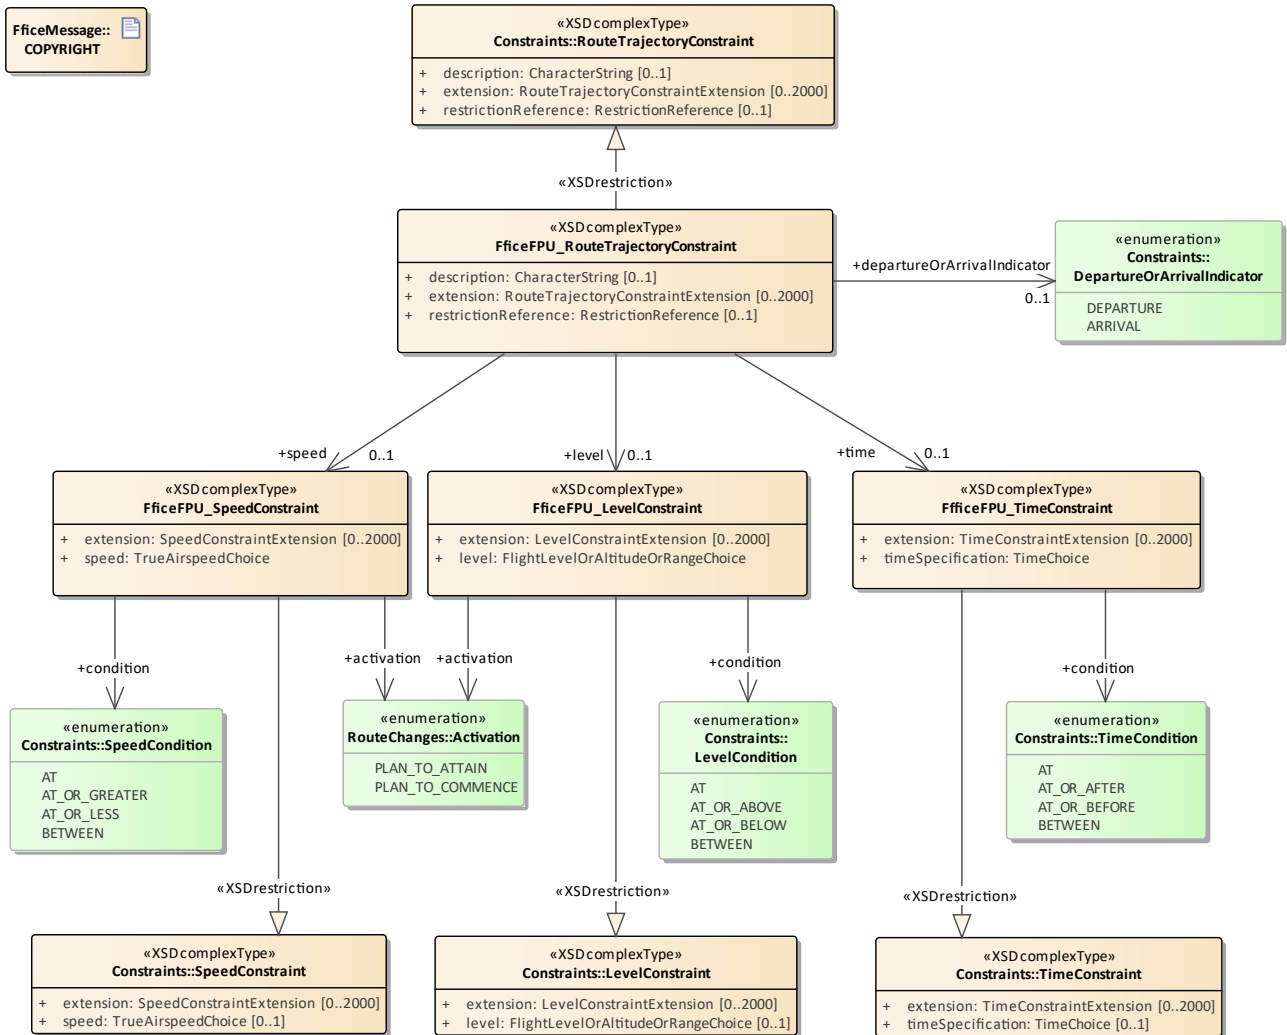 FficeMessage::
COPYRIGHT
«XSDcomplexType»
Constraints::RouteTrajectoryConstraint
+ description: CharacterString [0..1]
+ extension: RouteTrajectoryConstraintExtension [0..2000]
+ restrictionReference: RestrictionReference [0..1]
«XSDrestriction»
«XSDcomplexType»
FficeFPU_RouteTrajectoryConstraint
+ description: CharacterString [0..1]
+ extension: RouteTrajectoryConstraintExtension [0..2000]
+ restrictionReference: RestrictionReference [0..1]
+departureOrArrivalIndicator
0..1
«enumeration»
Constraints::
DepartureOrArrivalIndicator
DEPARTURE
ARRIVAL
+speed
0..1
+level
0..1
+time
0..1
«XSDcomplexType»
FficeFPU_SpeedConstraint
+ extension: SpeedConstraintExtension [0..2000]
+ speed: TrueAirspeedChoice
«XSDcomplexType»
FficeFPU_LevelConstraint
+ extension: LevelConstraintExtension [0..2000]
+ level: FlightLevelOrAltitudeOrRangeChoice
«XSDcomplexType»
FfficeFPU_TimeConstraint
+ extension: TimeConstraintExtension [0..2000]
+ timeSpecification: TimeChoice
+condition
+activation
+activation
+condition
+condition
«enumeration»
Constraints::SpeedCondition
AT
AT_OR_GREATER
AT_OR_LESS
BETWEEN
«enumeration»
RouteChanges::Activation
PLAN_TO_ATTAIN
PLAN_TO_COMMENCE
«enumeration»
Constraints::
LevelCondition
AT
AT_OR_ABOVE
AT_OR_BELOW
BETWEEN
«enumeration»
Constraints::TimeCondition
AT
AT_OR_AFTER
AT_OR_BEFORE
BETWEEN
«XSDrestriction»
«XSDrestriction»
«XSDrestriction»
«XSDcomplexType»
Constraints::SpeedConstraint
+ extension: SpeedConstraintExtension [0..2000]
+ speed: TrueAirspeedChoice [0..1]
«XSDcomplexType»
Constraints::LevelConstraint
+ extension: LevelConstraintExtension [0..2000]
+ level: FlightLevelOrAltitudeOrRangeChoice [0..1]
«XSDcomplexType»
Constraints::TimeConstraint
+ extension: TimeConstraintExtension [0..2000]
+ timeSpecification: TimeChoice [0..1]